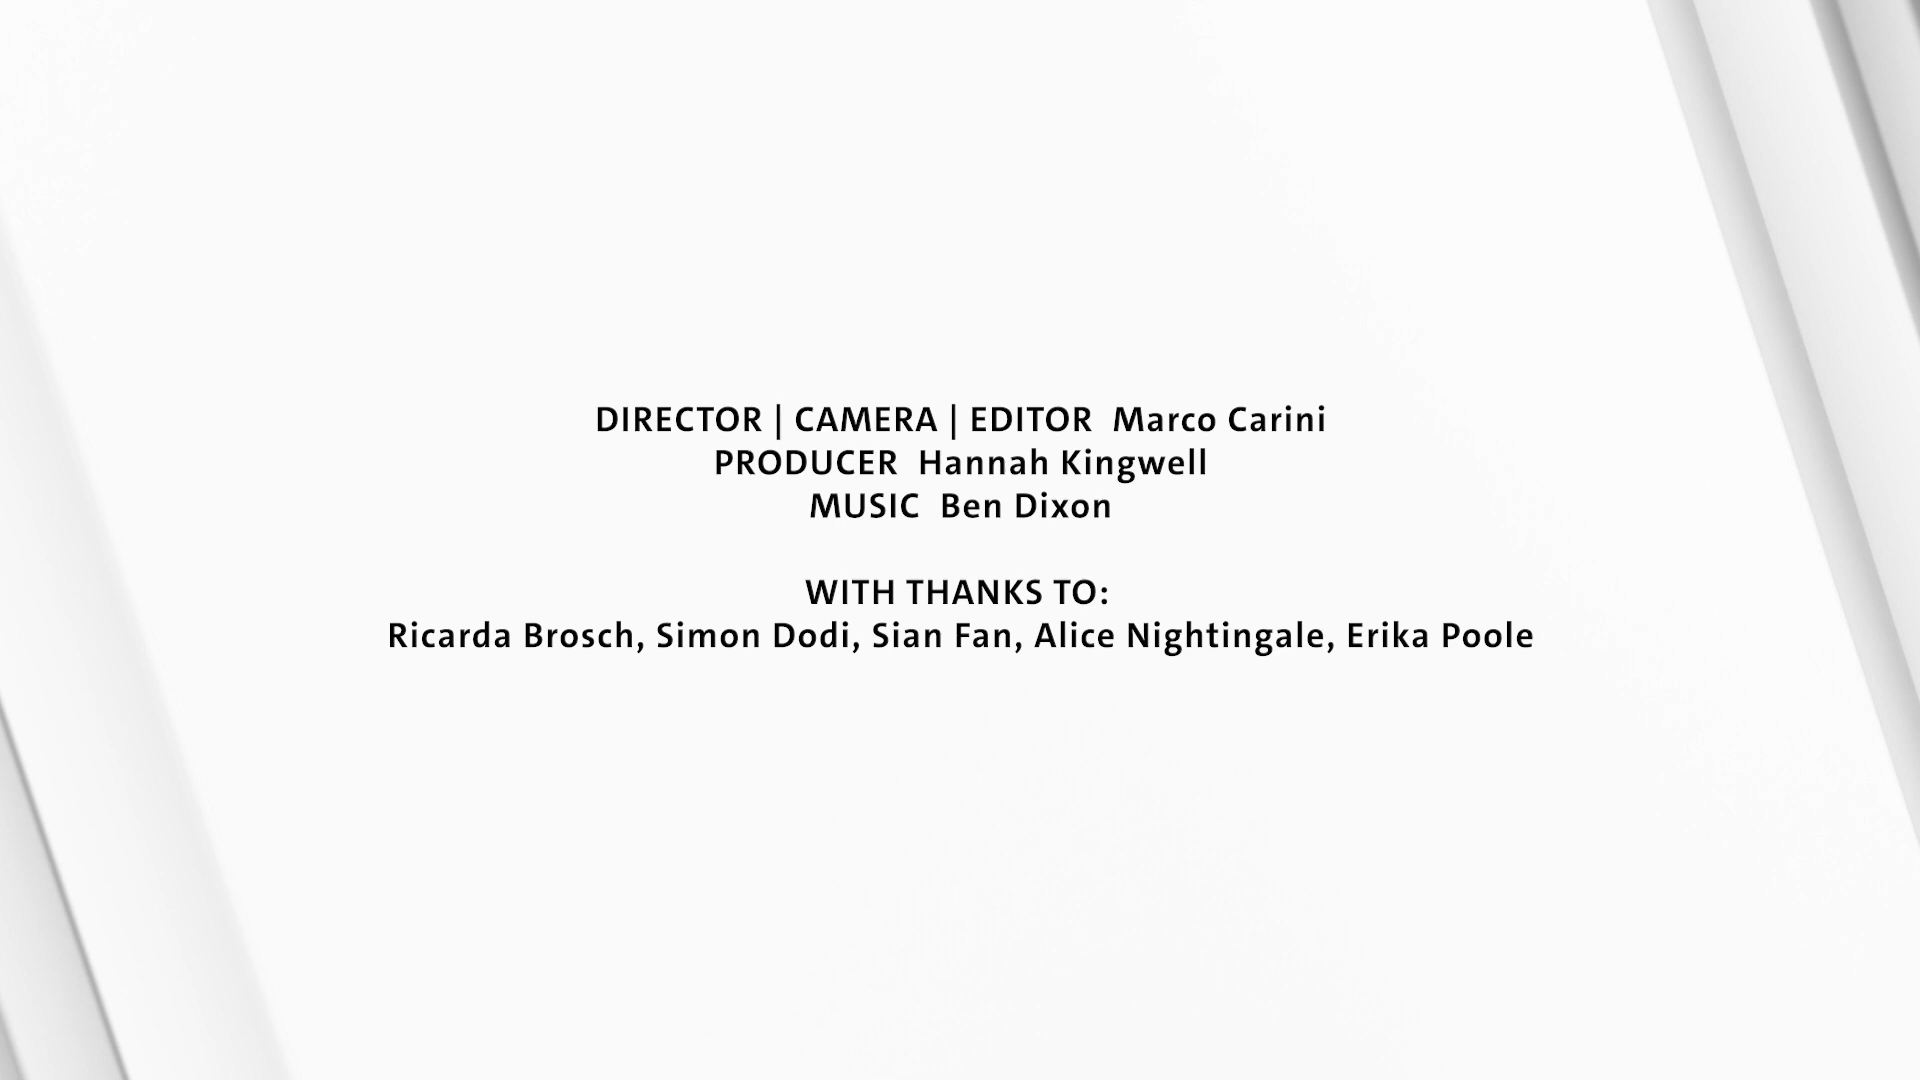 DIRECTOR | CAMERA | EDITOR  Marco Carini
PRODUCER  Hannah Kingwell
MUSIC  Ben Dixon
WITH THANKS TO:
Ricarda Brosch, Simon Dodi, Sian Fan, Alice Nightingale, Erika Poole